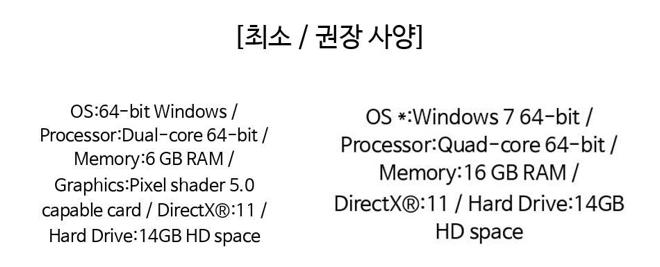 [최소 / 권장 사양]
OS:64-bit Windows /
Processor:Dual-core 64-bit /
Memory:6 GB RAM /
Graphics:Pixel shader 5.0
capable card / DirectX®:11 /
Hard Drive:14GB HD space
OS *:Windows 7 64-bit /
Processor:Quad-core 64-bit /
Memory:16 GB RAM /
DirectX®:11 / Hard Drive:14GB
HD space